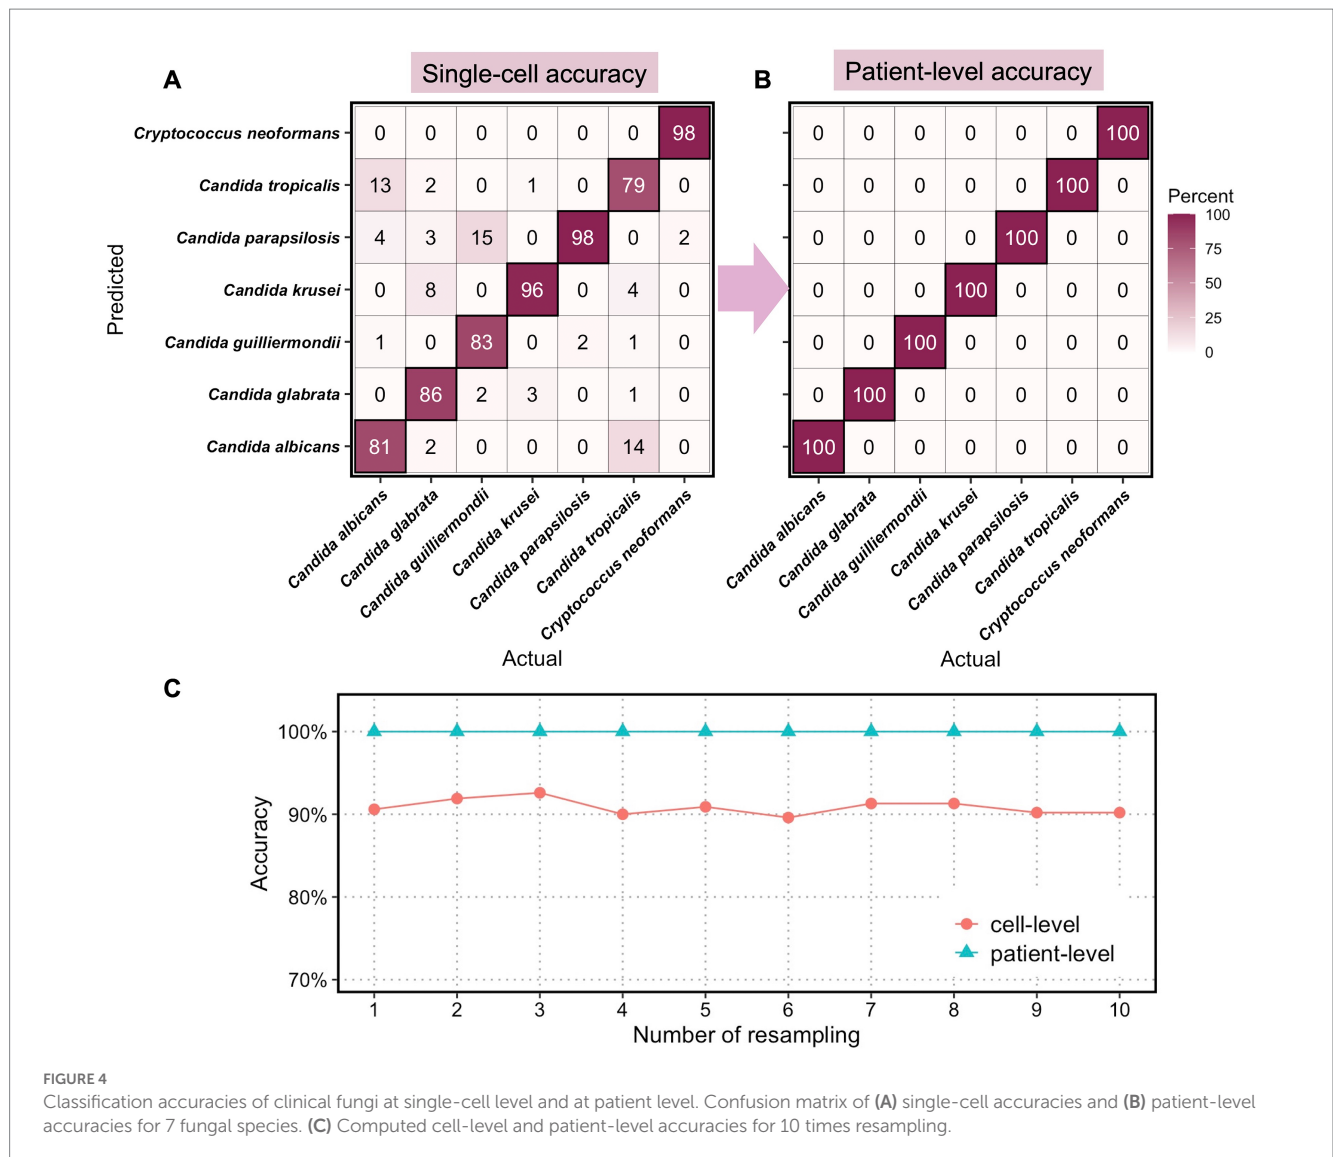 A
Single-cell accuracy
B
Patient-level accuracy
Predicted
Cryptococcus neoformans 0 0 0 0 0 0 98
Candida tropicalis 13 2 0 1 0 79 0
Candida parapsilosis 4 3 15 0 98 0 2
Candida krusei 0 8 0 96 0 4 0
Candida guilliermondii 1 0 83 0 2 1 0
Candida glabrata 0 86 2 3 0 1 0
Candida albicans 81 2 0 0 0 14 0
Candida albicans
Candida glabrata
Candida guilliermondii
Candida krusei
Candida parapsilosis
Candida tropicalis
Cryptococcus neoformans
Actual
0 0 0 0 0 0 100
0 0 0 0 0 100 0
0 0 0 0 100 0 0
0 0 0 100 0 0 0
0 0 100 0 0 0 0
0 100 0 0 0 0 0
100 0 0 0 0 0 0
Candida albicans
Candida glabrata
Candida guilliermondii
Candida krusei
Candida parapsilosis
Candida tropicalis
Cryptococcus neoformans
Actual
Percent
100
75
50
25
0
C
Accuracy
100%
90%
80%
70%
cell-level
patient-level
1 2 3 4 5 6 7 8 9 10
Number of resampling
FIGURE 4
Classification accuracies of clinical fungi at single-cell level and at patient level. Confusion matrix of (A) single-cell accuracies and (B) patient-level
accuracies for 7 fungal species. (C) Computed cell-level and patient-level accuracies for 10 times resampling.